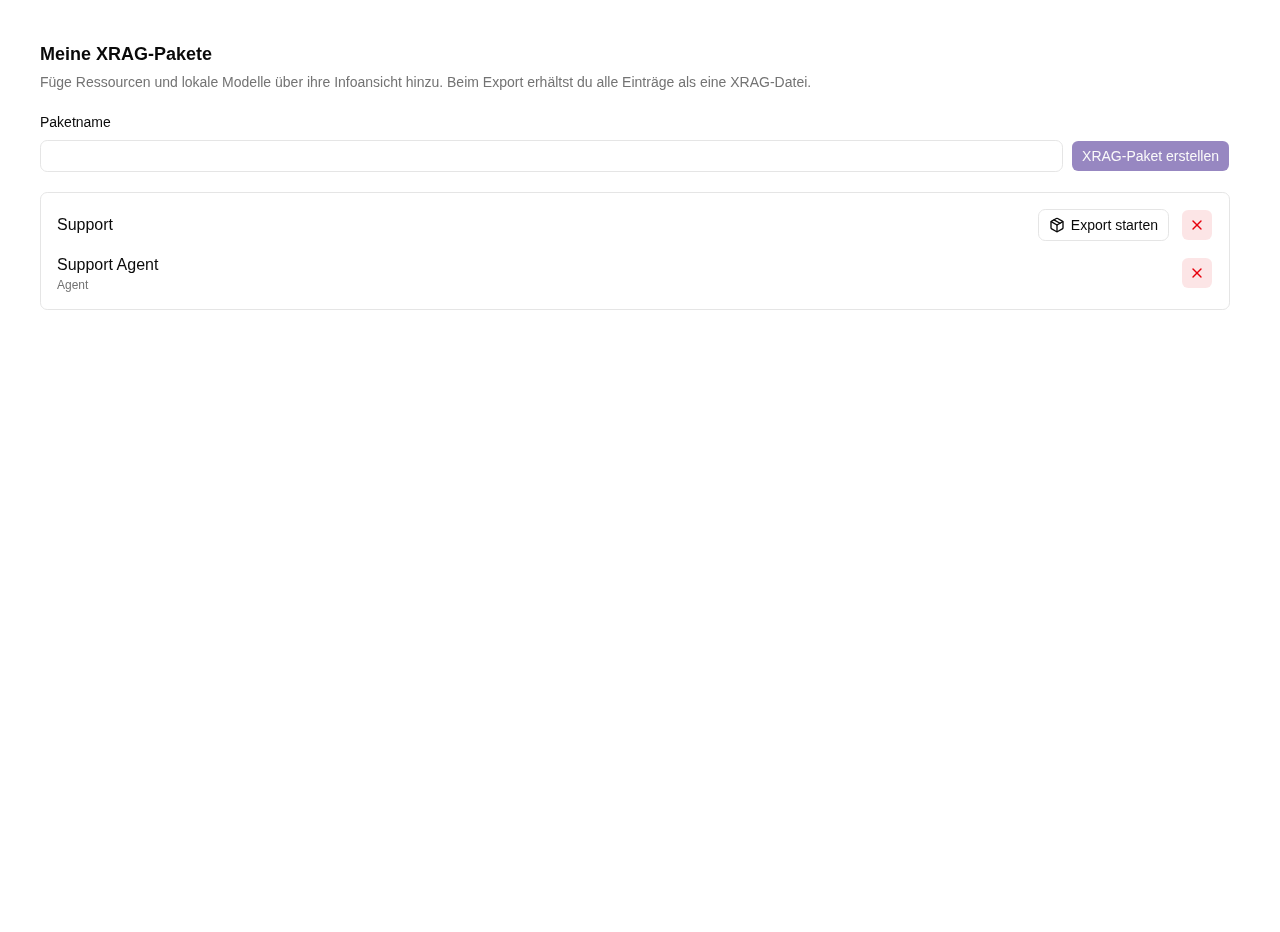 Meine XRAG-Pakete
Füge Ressourcen und lokale Modelle über ihre Infoansicht hinzu. Beim Export erhältst du alle Einträge als eine XRAG-Datei.
Paketname
XRAG-Paket erstellen
Support
Export starten
Support Agent
Agent